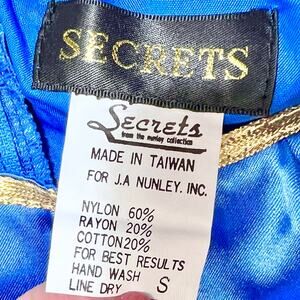 SECRETS
Secrets
from the nunley collection
MADE IN TAIWAN
FOR J.A NUNLEY. INC.
NYLON 60%
RAYON 20%
COTTON20%
FOR BEST RESULTS
HAND WASH
LINE DRY S